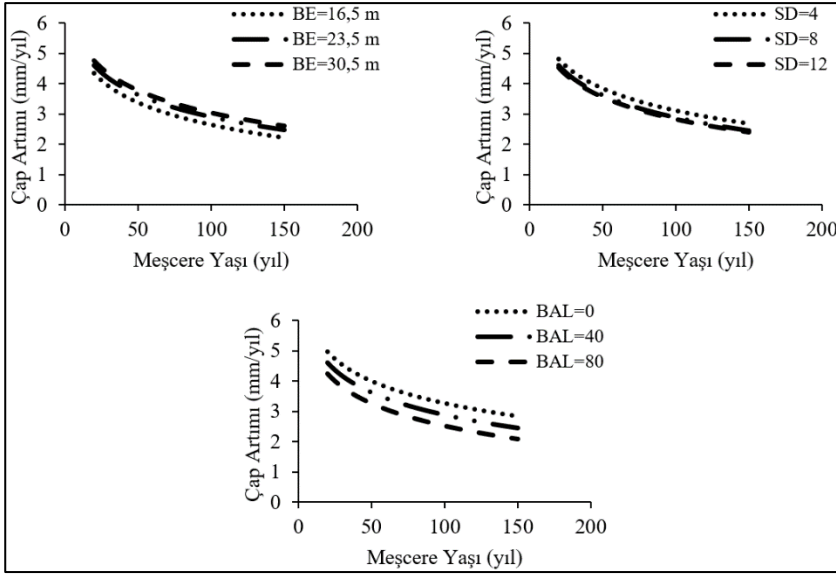 Çap Artımı (mm/yıl)
6
5
4
3
2
1
0
0 50 100 150 200
Meşcere Yaşı (yıl)
BE=16,5 m
BE=23,5 m
BE=30,5 m
Çap Artımı (mm/yıl)
6
5
4
3
2
1
0
0 50 100 150 200
Meşcere Yaşı (yıl)
SD=4
SD=8
SD=12
Çap Artımı (mm/yıl)
6
5
4
3
2
1
0
0 50 100 150 200
Meşcere Yaşı (yıl)
BAL=0
BAL=40
BAL=80